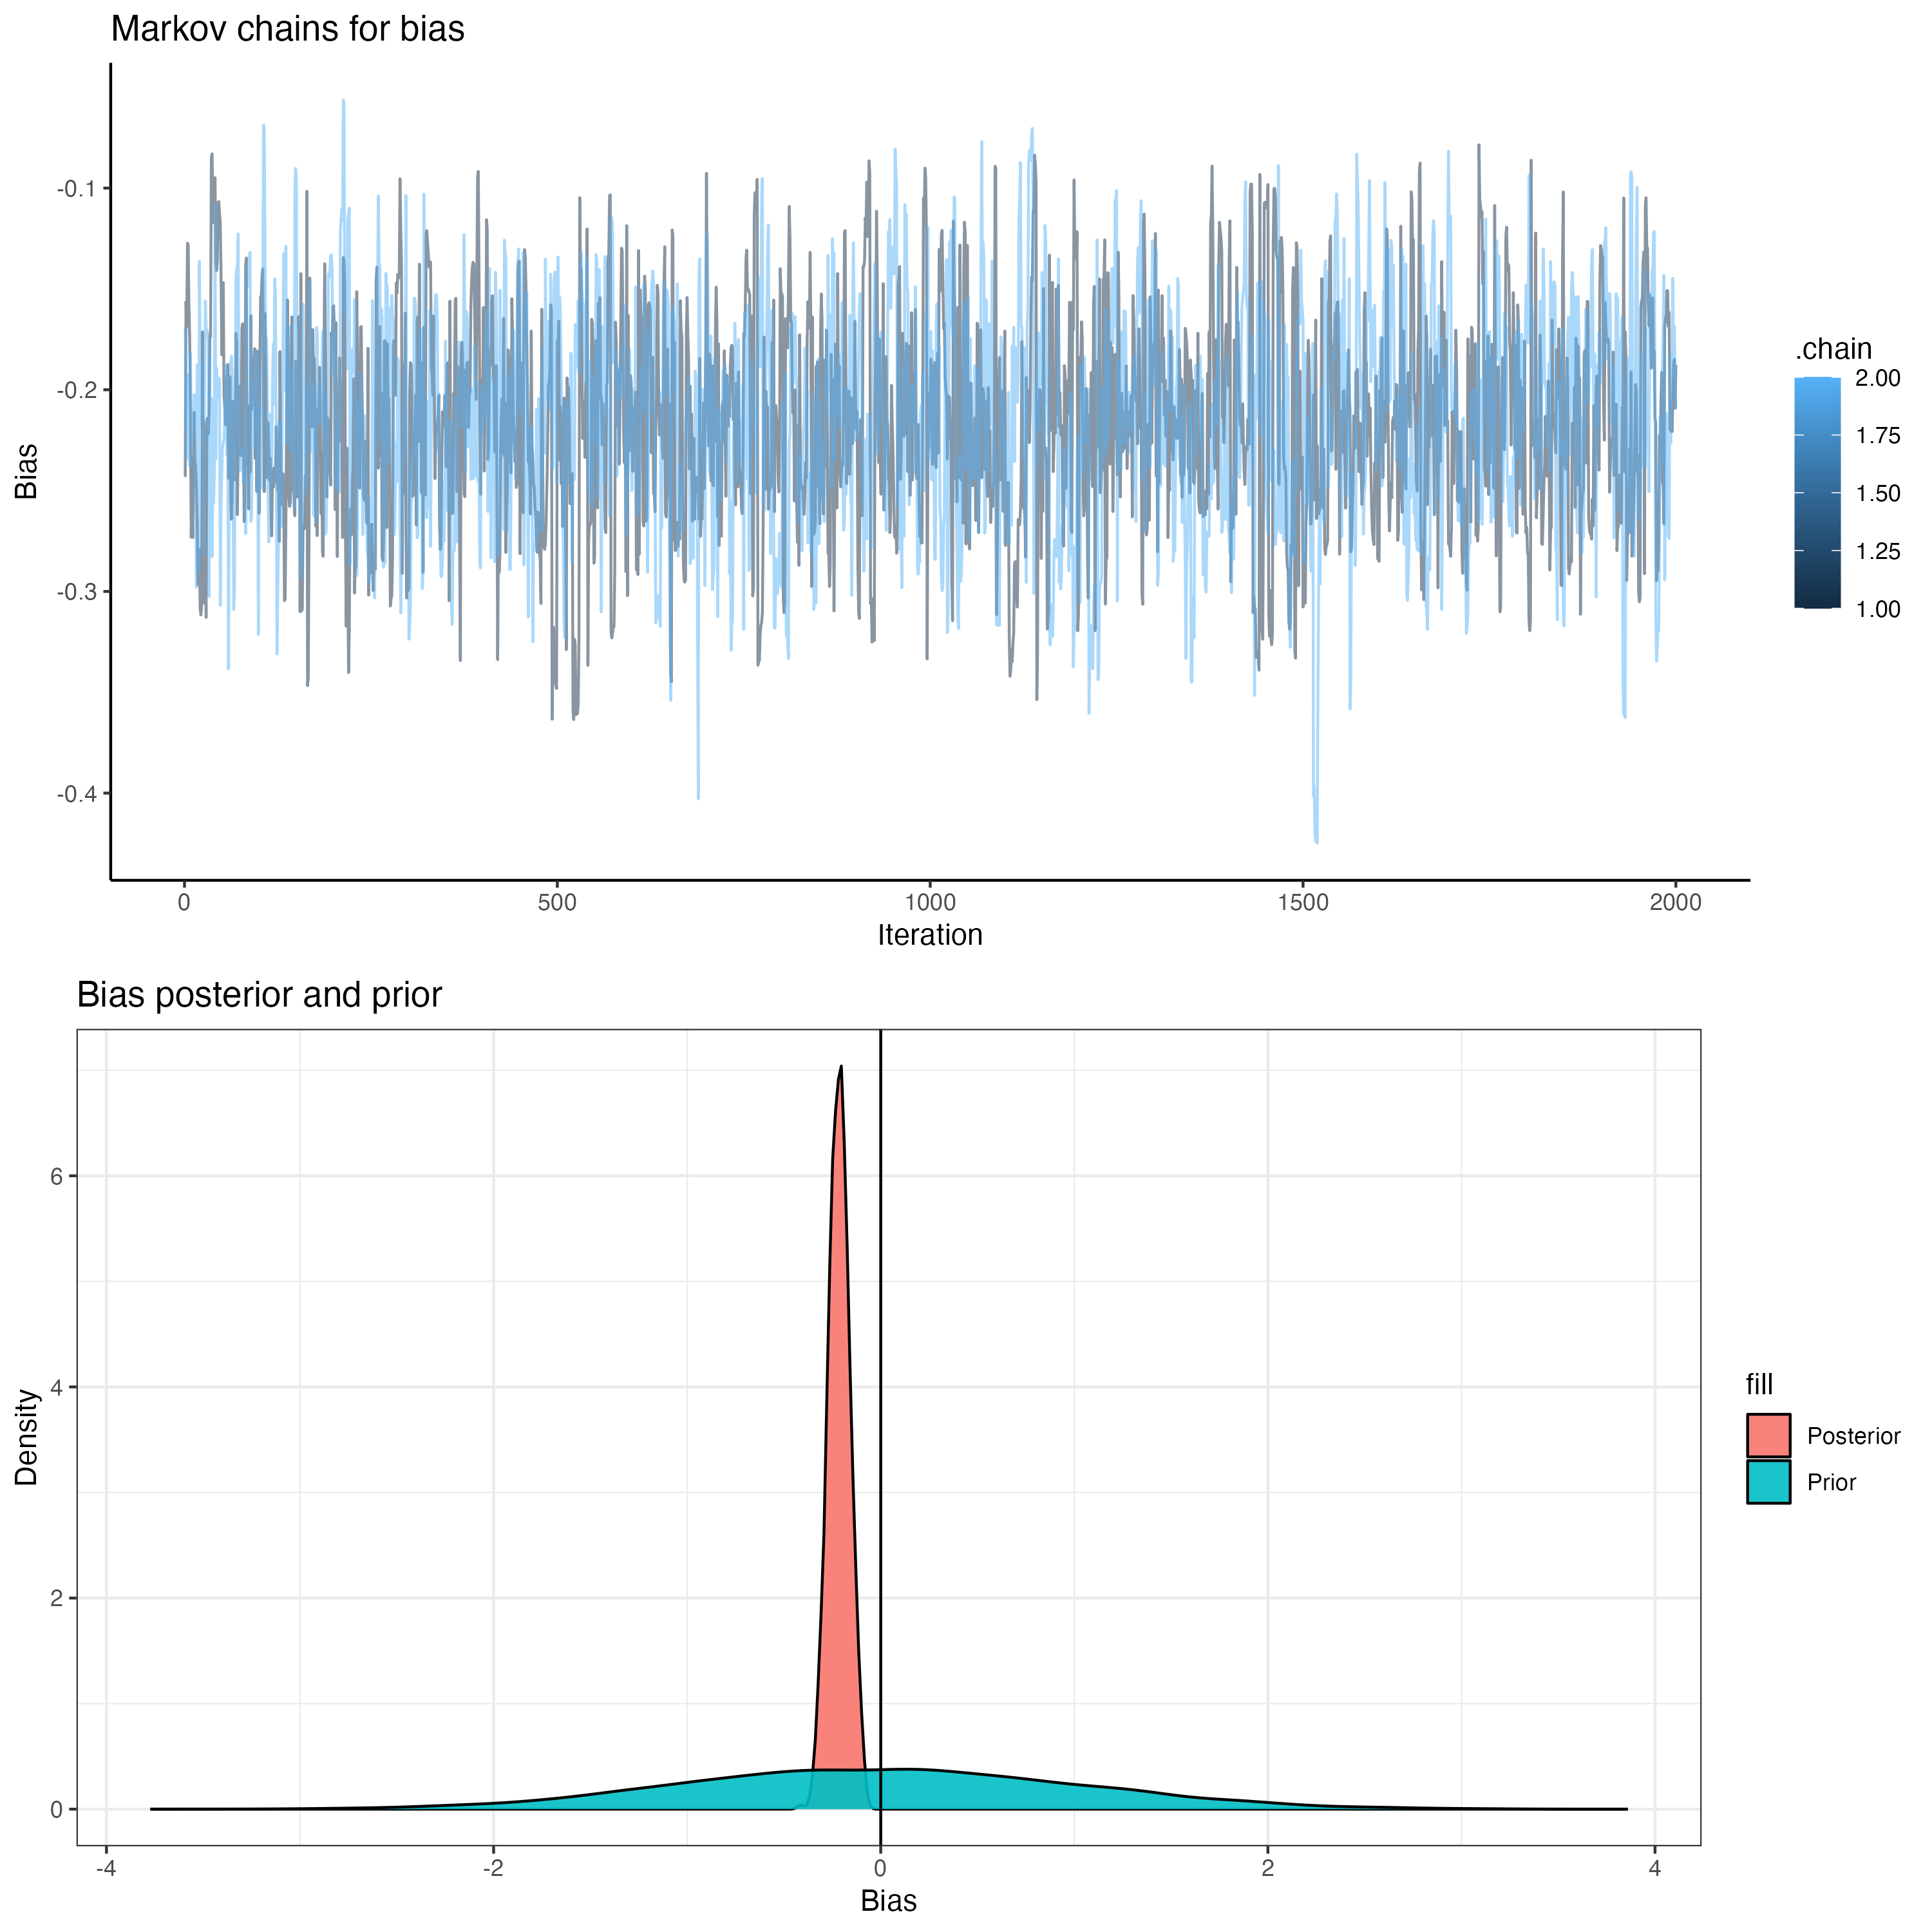 Markov chains for bias
Bias
-0.1
-0.2
-0.3
-0.4
0 500 1000 1500 2000
Iteration
.chain
2.00
1.75
1.50
1.25
1.00
Bias posterior and prior
Density
6
4
2
0
-4 -2 0 2 4
Bias
fill
Posterior
Prior